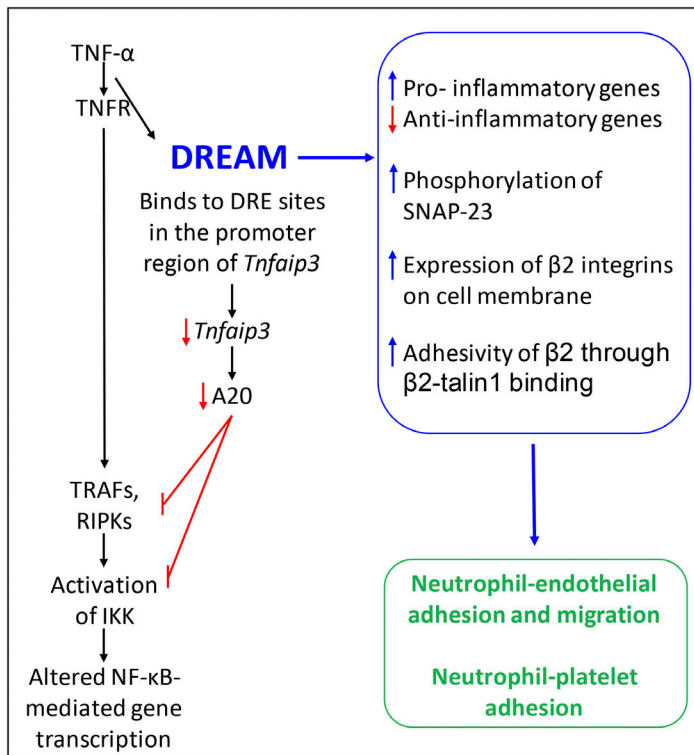 TNF-α
TNFR
DREAM
Binds to DRE sites
in the promoter
region of Tnfaip3
Tnfaip3
A20
TRAFs,
RIPKs
Activation
of IKK
Altered NF-κB-
mediated gene
transcription
Pro- inflammatory genes
Anti-inflammatory genes
Phosphorylation of
SNAP-23
Expression of β2 integrins
on cell membrane
Adhesivity of β2 through
β2-talin1 binding
Neutrophil-endothelial
adhesion and migration
Neutrophil-platelet
adhesion